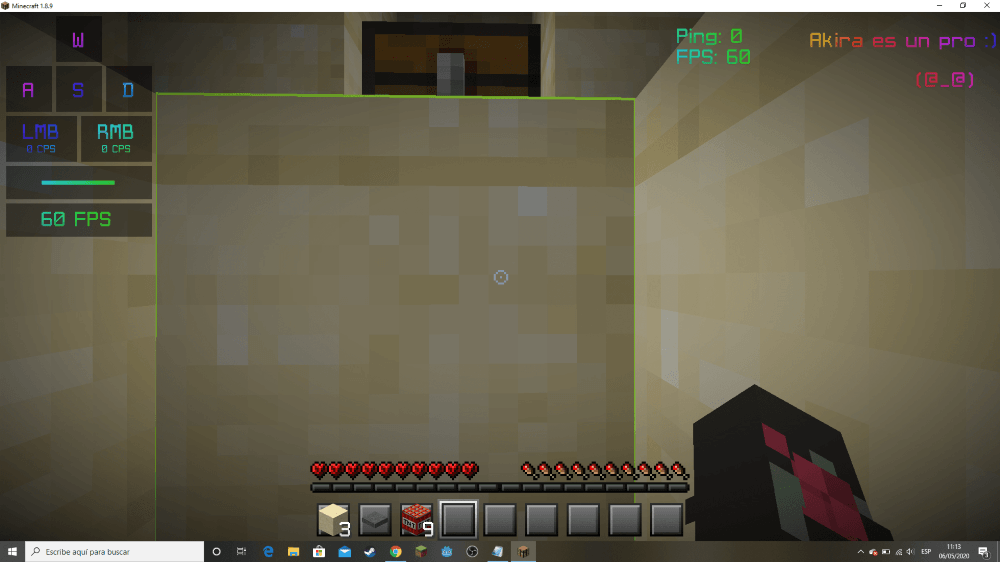 Minecraft 1.8.9
W
A S D
LMB RMB
0 CPS 0 CPS
60 FPS
Ping: 0
FPS: 60
Akira es un pro :)
(@_@)
3 9
Escribe aquí para buscar
ESP
11:13
06/05/2020
3